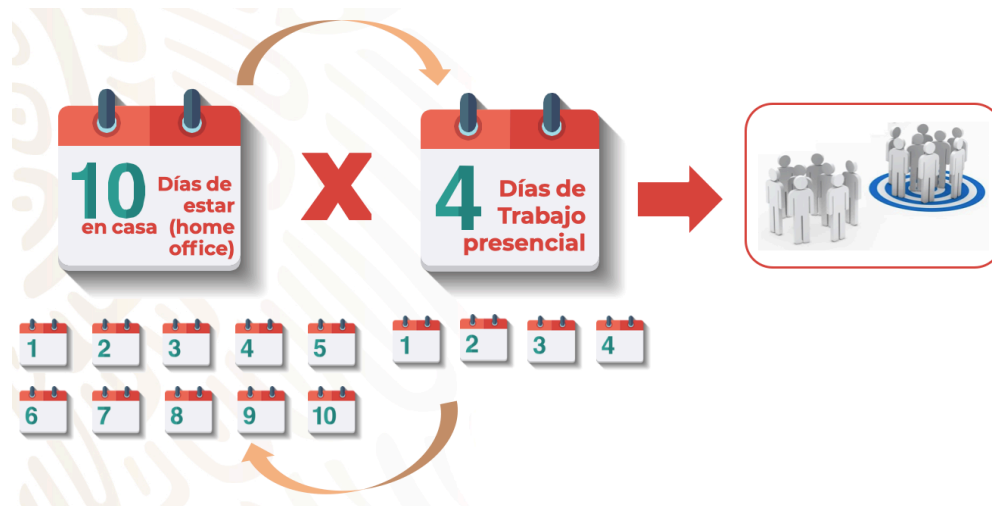 10
Días de
estar
en casa (home
office)
X
4
Días de
Trabajo
presencial
1 2 3 4 5
6 7 8 9 10
1 2 3 4